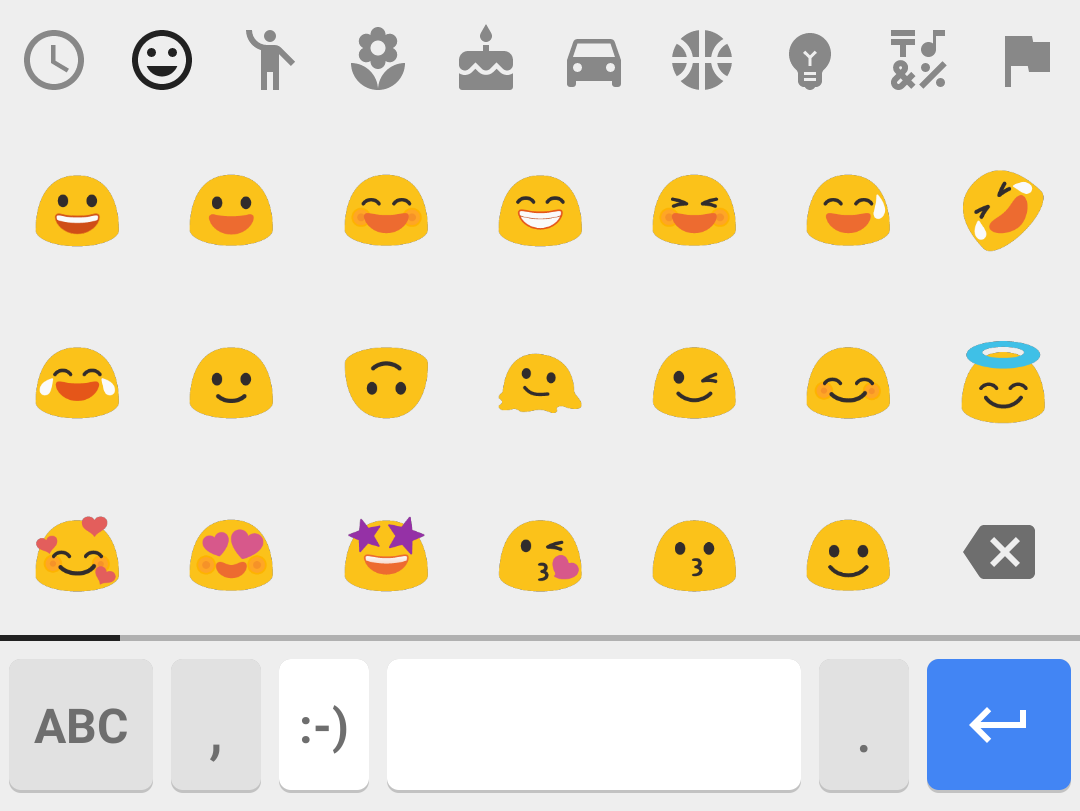 ABC , :-) .